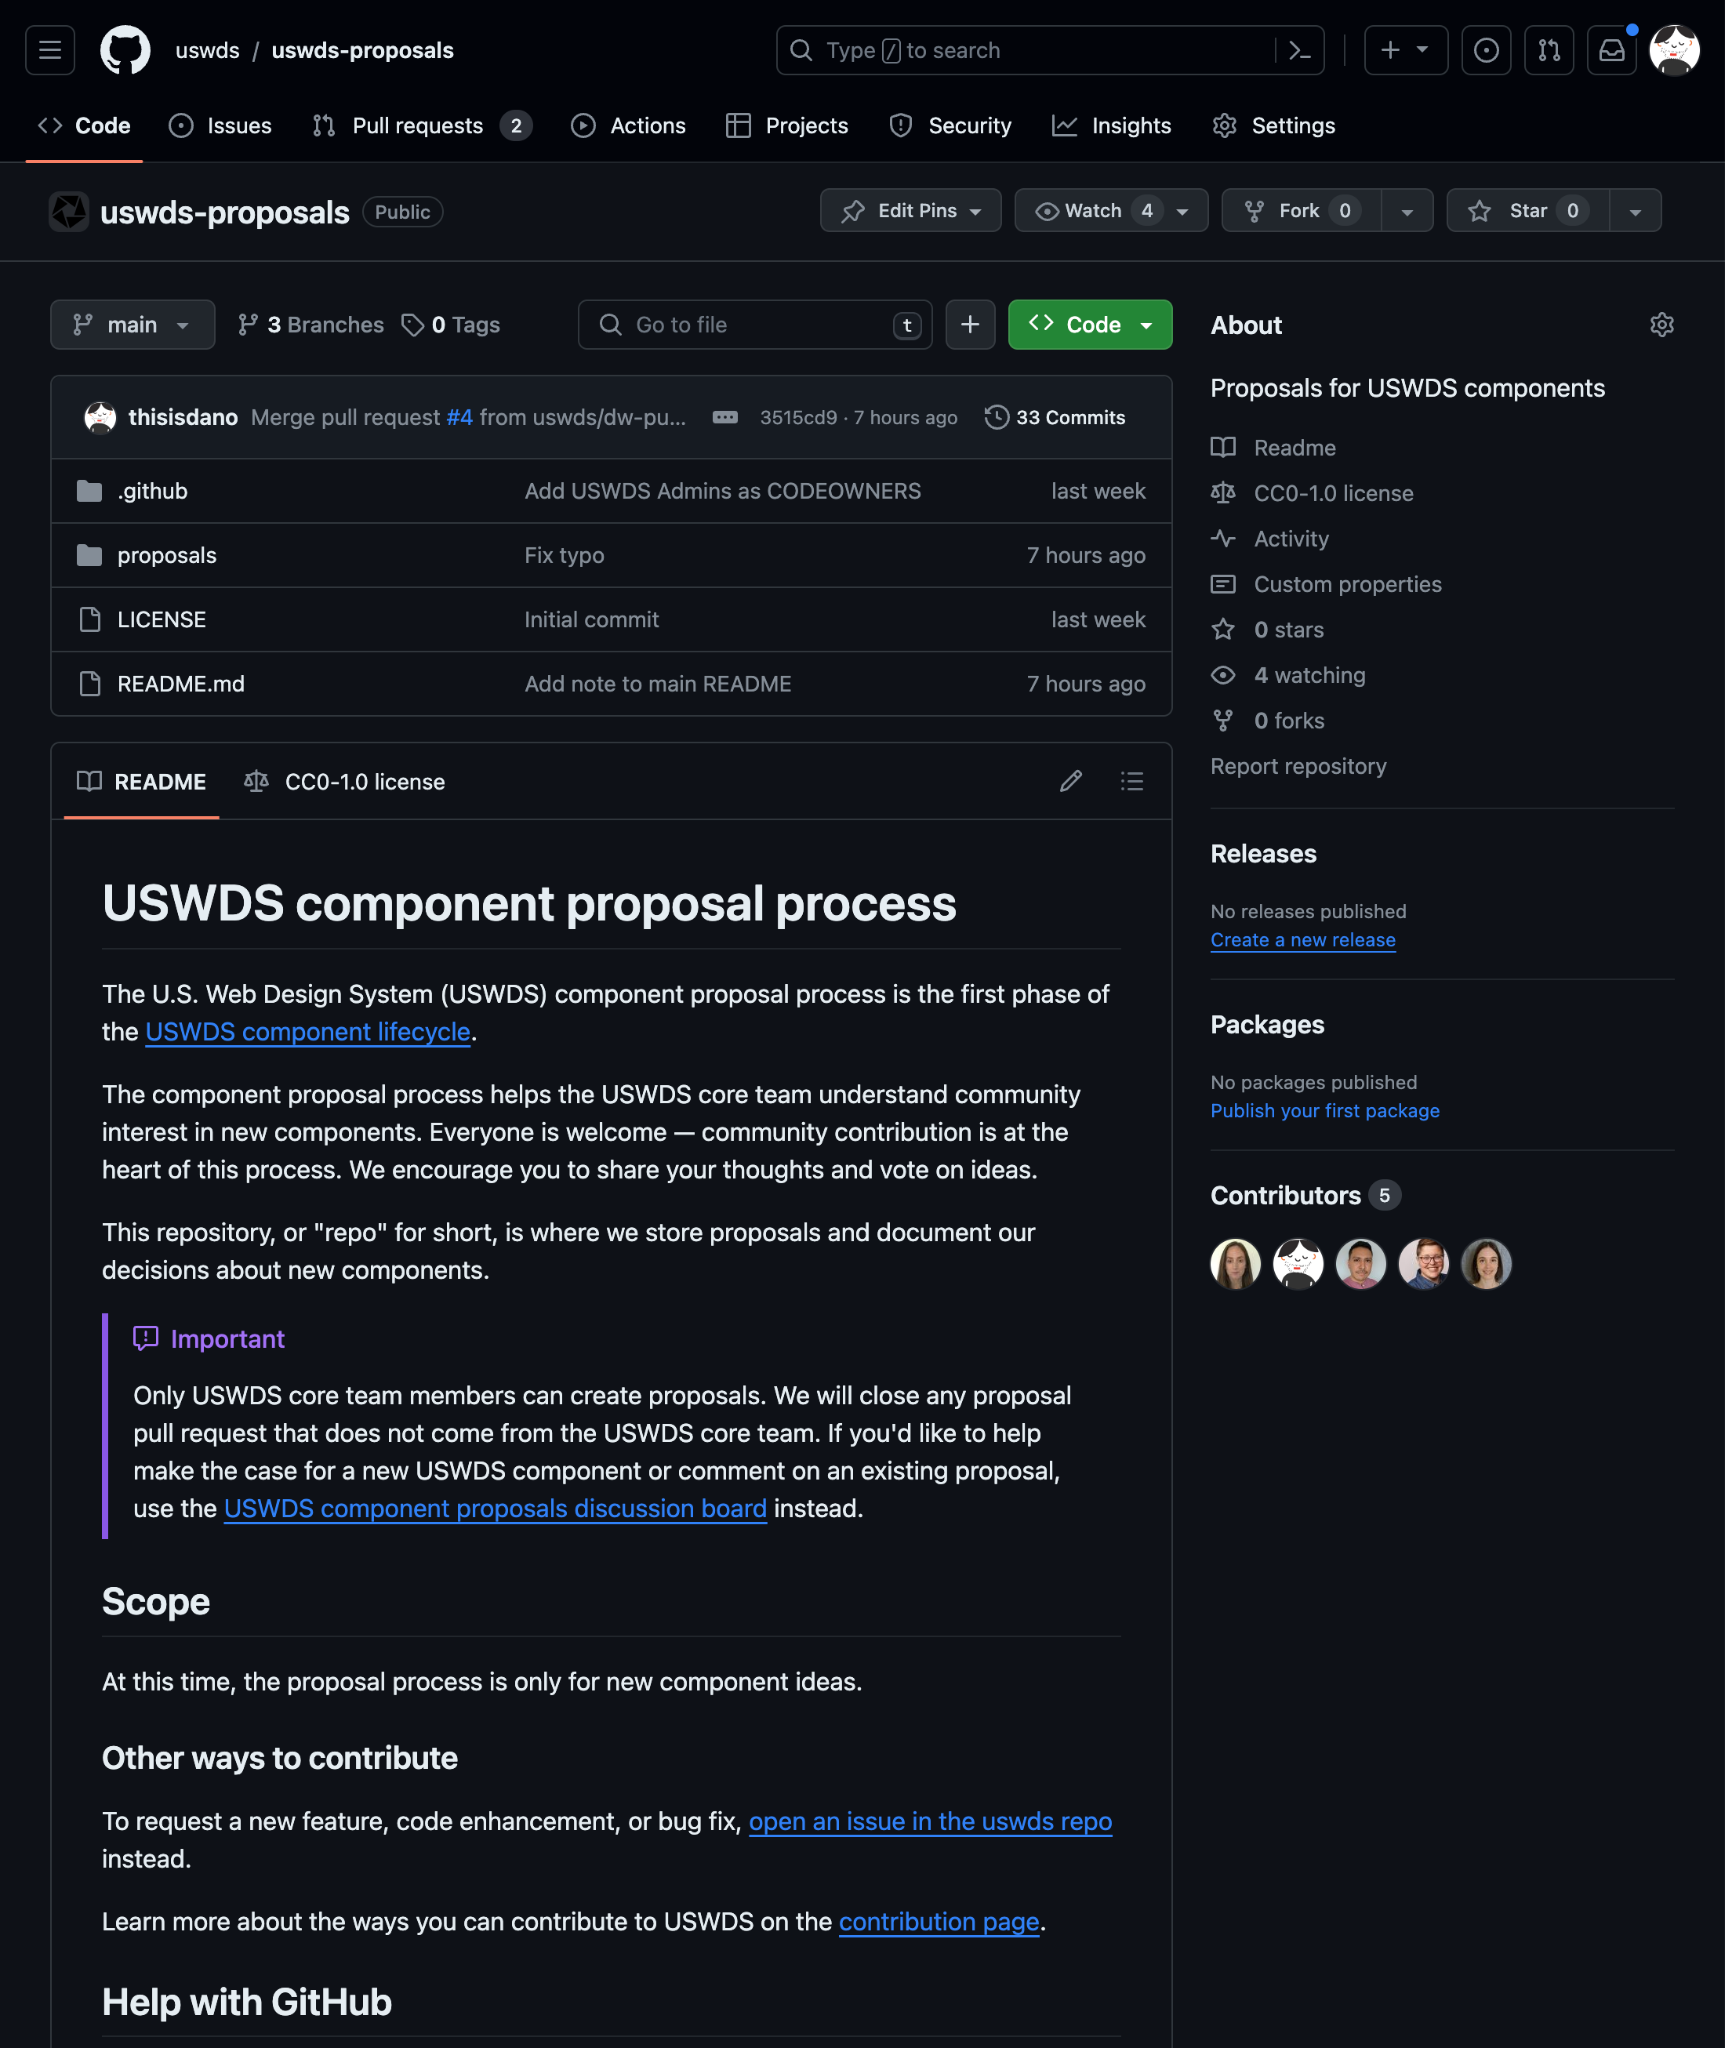 uswds / uswds-proposals
Type / to search
Code
Issues
Pull requests 2
Actions
Projects
Security
Insights
Settings
uswds-proposals Public
Edit Pins
Watch 4
Fork 0
Star 0
main
3 Branches
0 Tags
Go to file
t
Code
thisisdano Merge pull request #4 from uswds/dw-pu... 3515cd9 · 7 hours ago 33 Commits
.github Add USWDS Admins as CODEOWNERS last week
proposals Fix typo 7 hours ago
LICENSE Initial commit last week
README.md Add note to main README 7 hours ago
README
CC0-1.0 license
USWDS component proposal process
The U.S. Web Design System (USWDS) component proposal process is the first phase of
the USWDS component lifecycle.
The component proposal process helps the USWDS core team understand community
interest in new components. Everyone is welcome — community contribution is at the
heart of this process. We encourage you to share your thoughts and vote on ideas.
This repository, or "repo" for short, is where we store proposals and document our
decisions about new components.
Important
Only USWDS core team members can create proposals. We will close any proposal
pull request that does not come from the USWDS core team. If you'd like to help
make the case for a new USWDS component or comment on an existing proposal,
use the USWDS component proposals discussion board instead.
Scope
At this time, the proposal process is only for new component ideas.
Other ways to contribute
To request a new feature, code enhancement, or bug fix, open an issue in the uswds repo
instead.
Learn more about the ways you can contribute to USWDS on the contribution page.
Help with GitHub
About
Proposals for USWDS components
Readme
CC0-1.0 license
Activity
Custom properties
0 stars
4 watching
0 forks
Report repository
Releases
No releases published
Create a new release
Packages
No packages published
Publish your first package
Contributors 5